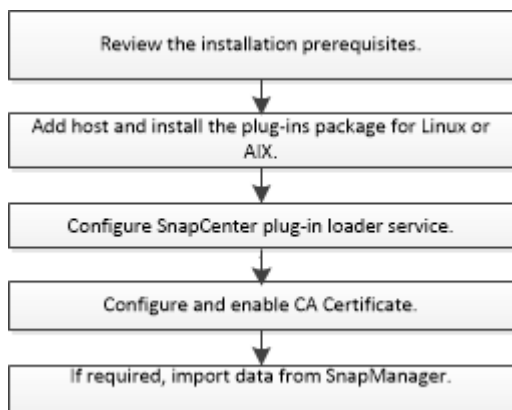 Review the installation prerequisites.
Add host and install the plug-ins package for Linux or
AIX.
Configure SnapCenter plug-in loader service.
Configure and enable CA Certificate.
If required, import data from SnapManager.